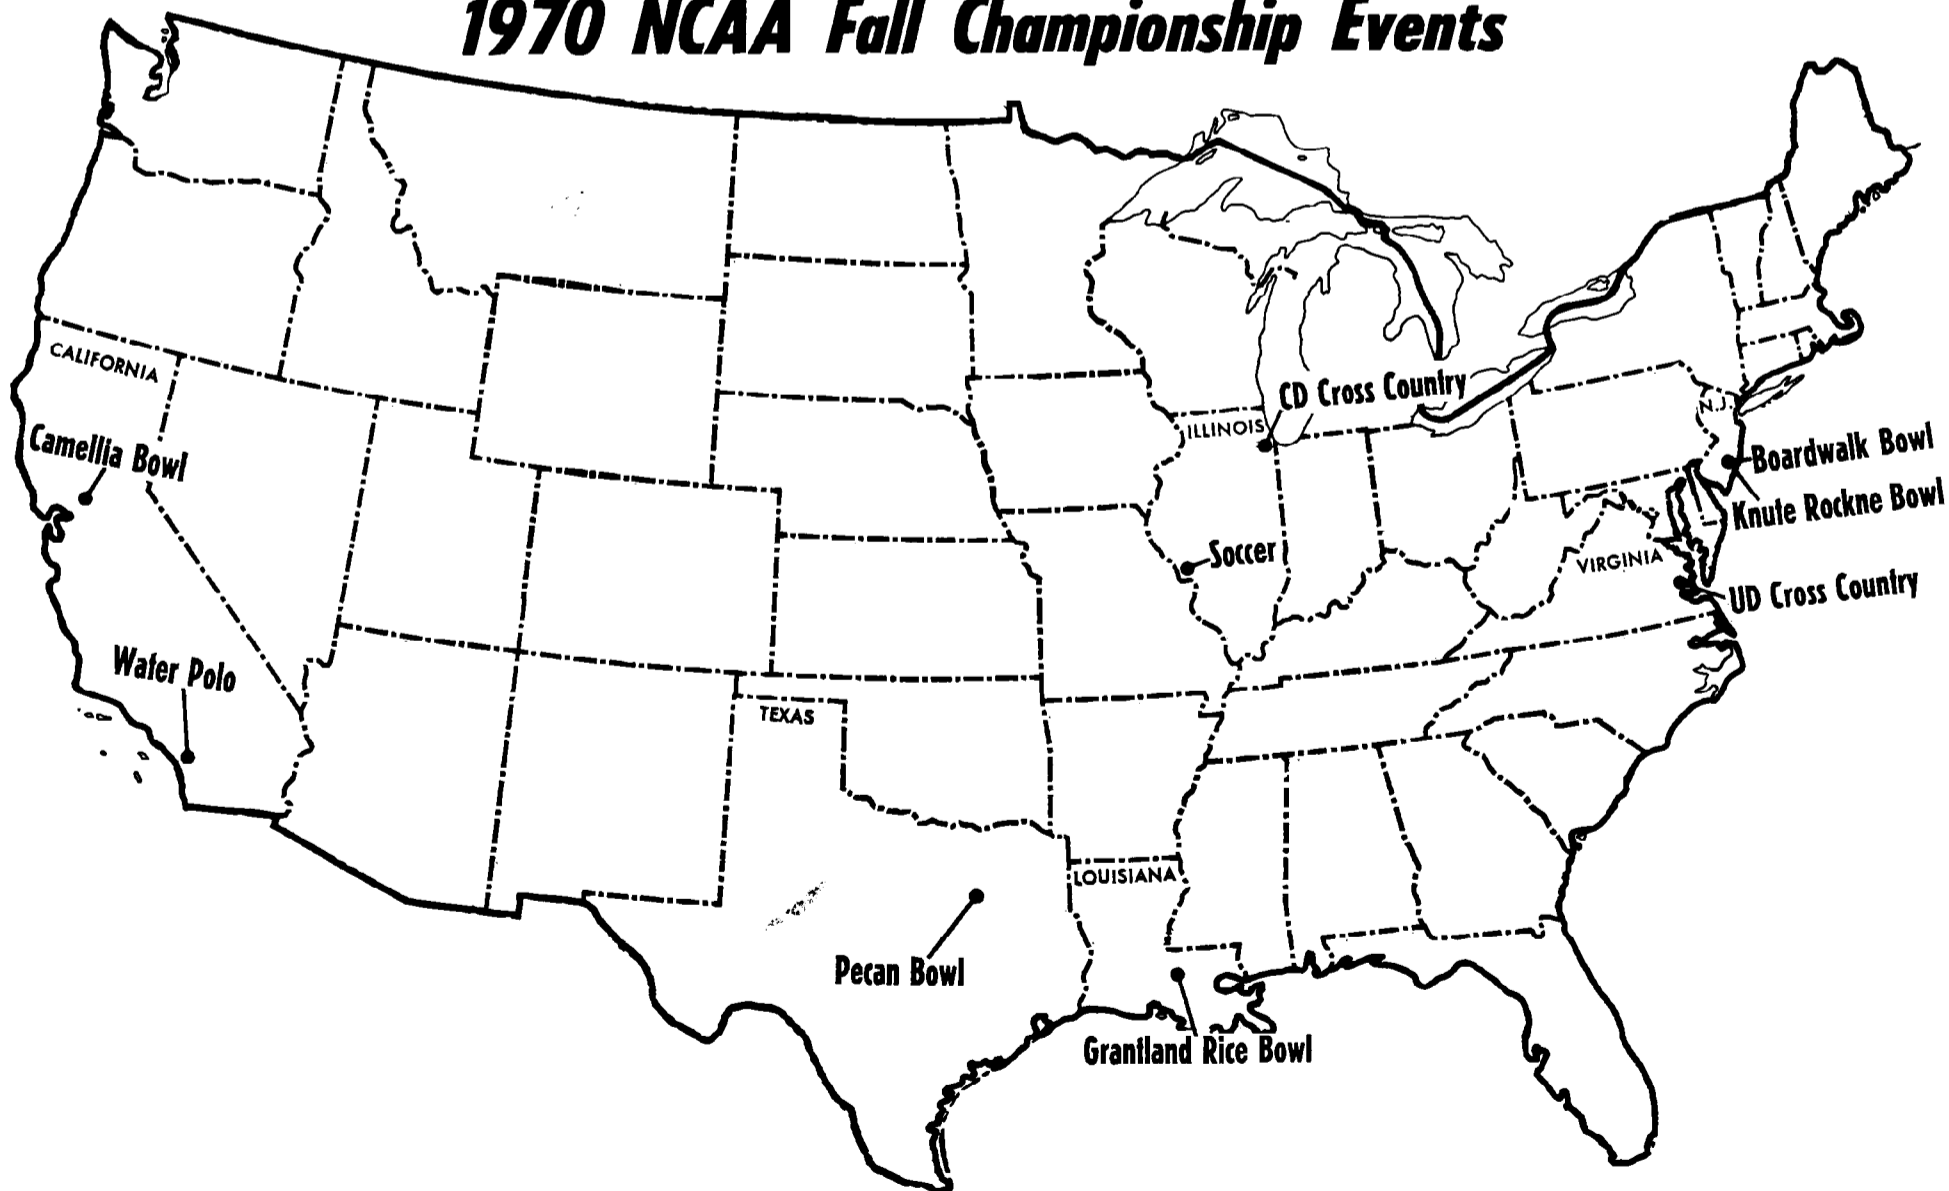 1970 NCAA Fall Championship Events
CALIFORNIA
CD Cross Country
N.J.
ILLINOIS
Camellia Bowl
Boardwalk Bowl
Knute Rockne Bowl
Soccer
VIRGINIA
UD Cross Country
Water Polo
TEXAS
LOUISIANA
Pecan Bowl
Grantland Rice Bowl